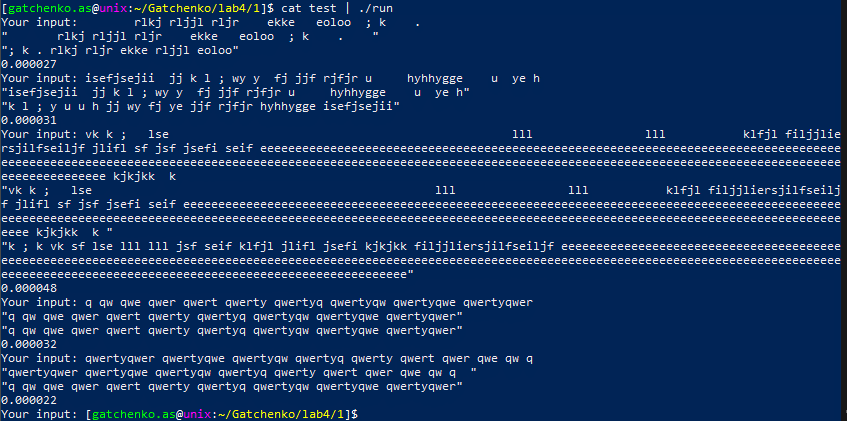 [gatchenko.as@unix:~/Gatchenko/lab4/1]$ cat test | ./run
Your input:        rlkj rljjl rljr    ekke   eoloo  ; k    .
"       rlkj rljjl rljr    ekke   eoloo  ; k    .    "
"; k . rlkj rljr ekke rljjl eoloo"
0.000027
Your input: isefjsejii  jj k l ; wy y  fj jjf rjfjr u     hyhhygge    u  ye h
"isefjsejii  jj k l ; wy y  fj jjf rjfjr u     hyhhygge    u  ye h"
"k l ; y u u h jj wy fj ye jjf rjfjr hyhhygge isefjsejii"
0.000031
Your input: vk k ;   lse                                                 lll                lll           klfjl filjjlie
rsjilfseiljf jlifl sf jsf jsefi seif eeeeeeeeeeeeeeeeeeeeeeeeeeeeeeeeeeeeeeeeeeeeeeeeeeeeeeeeeeeeeeeeeeeeeeeeeeeeeeeeeee
eeeeeeeeeeeeeeeeeeeeeeeeeeeeeeeeeeeeeeeeeeeeeeeeeeeeeeeeeeeeeeeeeeeeeeeeeeeeeeeeeeeeeeeeeeeeeeeeeeeeeeeeeeeeeeeeeeeeeeee
eeeeeeeeeeeeeee kjkjkk  k
"vk k ;   lse                                                 lll                lll           klfjl filjjliersjilfseilj
f jlifl sf jsf jsefi seif eeeeeeeeeeeeeeeeeeeeeeeeeeeeeeeeeeeeeeeeeeeeeeeeeeeeeeeeeeeeeeeeeeeeeeeeeeeeeeeeeeeeeeeeeeeeee
eeeeeeeeeeeeeeeeeeeeeeeeeeeeeeeeeeeeeeeeeeeeeeeeeeeeeeeeeeeeeeeeeeeeeeeeeeeeeeeeeeeeeeeeeeeeeeeeeeeeeeeeeeeeeeeeeeeeeeee
eeee kjkjkk  k "
"k ; k vk sf lse lll lll jsf seif klfjl jlifl jsefi kjkjkk filjjliersjilfseiljf eeeeeeeeeeeeeeeeeeeeeeeeeeeeeeeeeeeeeeee
eeeeeeeeeeeeeeeeeeeeeeeeeeeeeeeeeeeeeeeeeeeeeeeeeeeeeeeeeeeeeeeeeeeeeeeeeeeeeeeeeeeeeeeeeeeeeeeeeeeeeeeeeeeeeeeeeeeeeeee
eeeeeeeeeeeeeeeeeeeeeeeeeeeeeeeeeeeeeeeeeeeeeeeeeeeeeeeeee"
0.000048
Your input: q qw qwe qwer qwert qwerty qwertyq qwertyqw qwertyqwe qwertyqwer
"q qw qwe qwer qwert qwerty qwertyq qwertyqw qwertyqwe qwertyqwer"
"q qw qwe qwer qwert qwerty qwertyq qwertyqw qwertyqwe qwertyqwer"
0.000032
Your input: qwertyqwer qwertyqwe qwertyqw qwertyq qwerty qwert qwer qwe qw q
"qwertyqwer qwertyqwe qwertyqw qwertyq qwerty qwert qwer qwe qw q  "
"q qw qwe qwer qwert qwerty qwertyq qwertyqw qwertyqwe qwertyqwer"
0.000022
Your input: [gatchenko.as@unix:~/Gatchenko/lab4/1]$